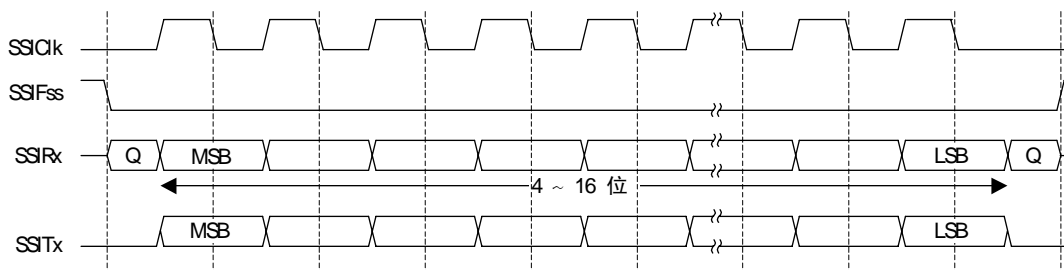 SSIClk
SSIFss
SSIRx Q MSB LSB Q
4 ~ 16 位
SSITx MSB LSB